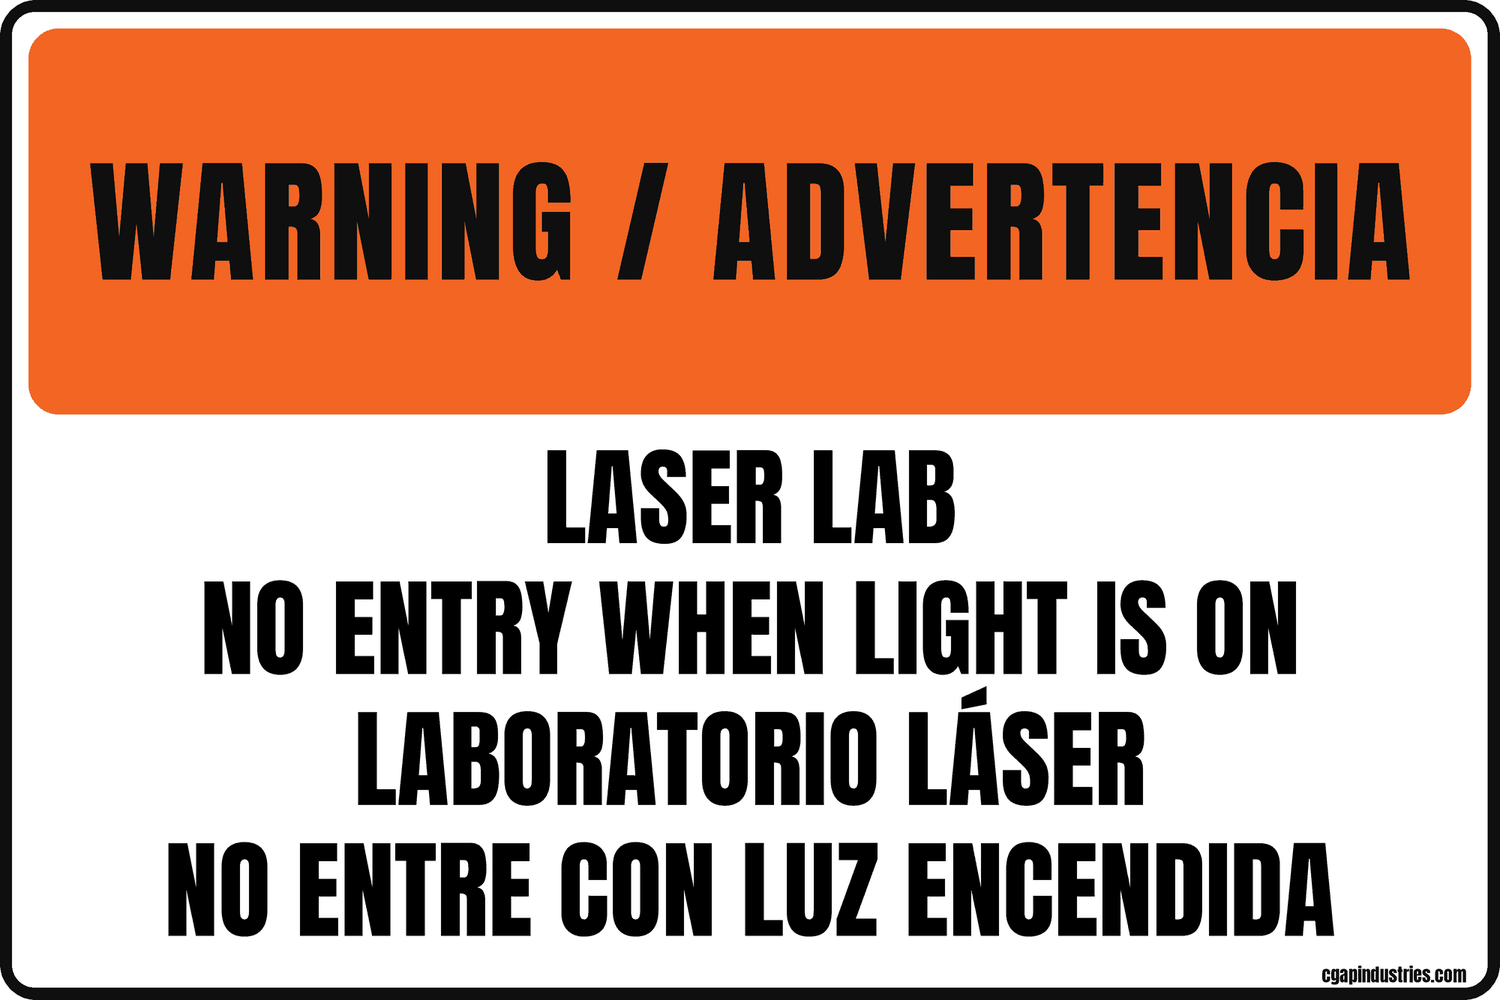 WARNING / ADVERTENCIA
LASER LAB
NO ENTRY WHEN LIGHT IS ON
LABORATORIO LÁSER
NO ENTRE CON LUZ ENCENDIDA
cgapindustries.com